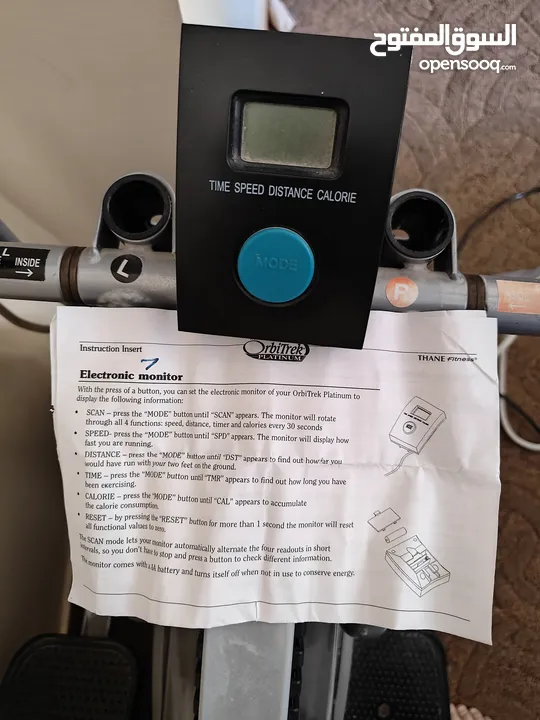 السوق المفتوح
opensooq.com
TIME SPEED DISTANCE CALORIE
MODE
INSIDE
L
R
Instruction Insert
OrbiTrek
PLATINUM
THANE Fitness®
7
Electronic monitor
With the press of a button, you can set the electronic monitor of your OrbiTrek Platinum to
display the following information:
• SCAN – press the "MODE" button until "SCAN" appears. The monitor will rotate
through all 4 functions: speed, distance, timer and calories every 30 seconds
• SPEED- press the "MODE" button until "SPD" appears. The monitor will display how
fast you are running.
• DISTANCE – press the "MODE" button until "DST" appears to find out how far you
would have run with your two feet on the ground.
• TIME – press the "MODE" button until "TMR" appears to find out how long you have
been exercising.
• CALORIE – press the "MODE" button until "CAL" appears to accumulate
the calorie consumption.
• RESET – by pressing the "RESET" button for more than 1 second the monitor will reset
all functional values to zero.
The SCAN mode lets your monitor automatically alternate the four readouts in short
intervals, so you don't have to stop and press a button to check different information.
The monitor comes with a AA battery and turns itself off when not in use to conserve energy.